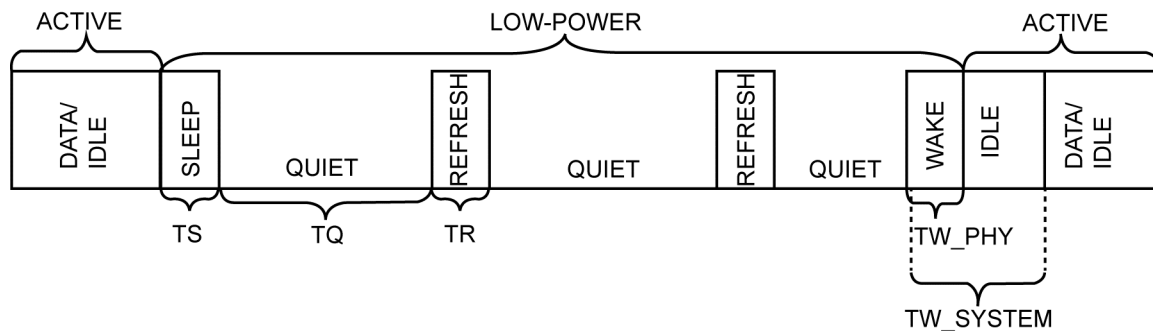 ACTIVE
LOW-POWER
ACTIVE
DATA/
IDLE
SLEEP
QUIET
REFRESH
QUIET
REFRESH
QUIET
WAKE
IDLE
DATA/
IDLE
TS
TQ
TR
TW_PHY
TW_SYSTEM